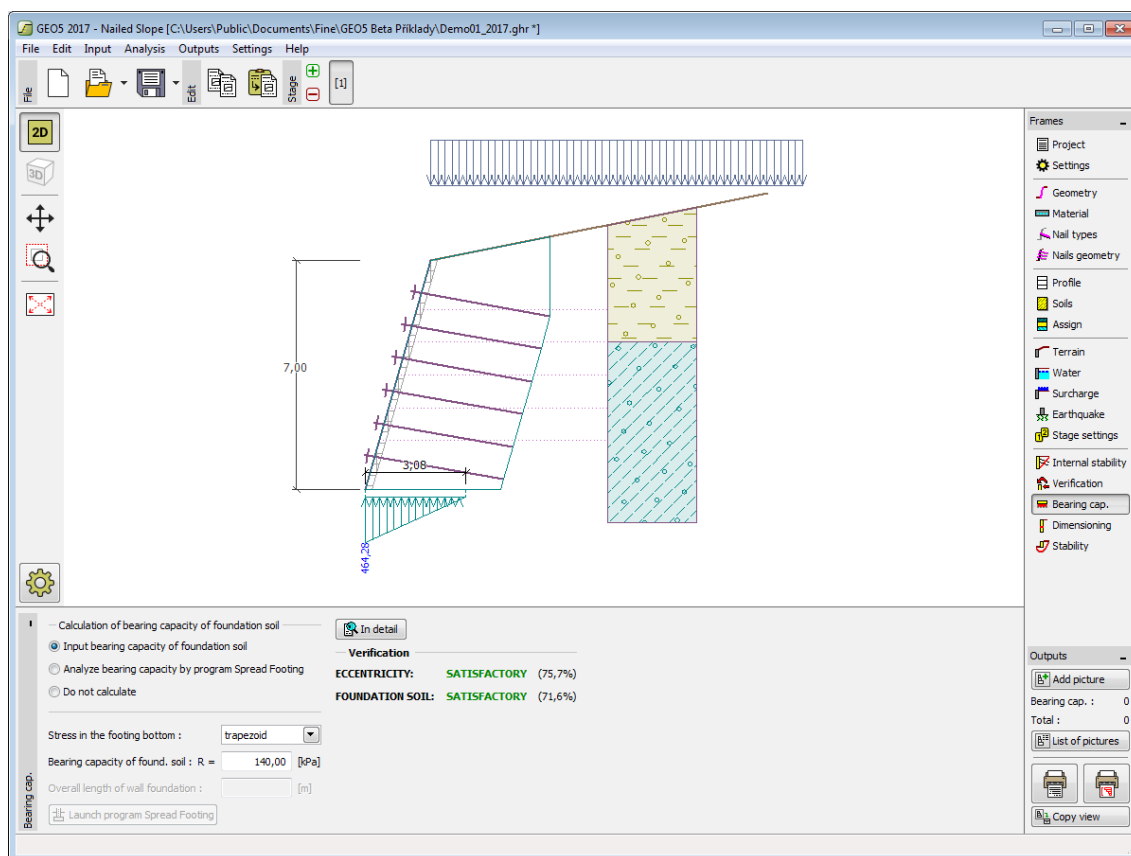 GEO5 2017 - Nailed Slope [C:\Users\Public\Documents\Fine\GEO5 Beta Příklady\Demo01_2017.ghr *]
File Edit Input Analysis Outputs Settings Help
File
Edit
Stage
[1]
2D
3D
7,00
3,08
464,28
Frames
Project
Settings
Geometry
Material
Nail types
Nails geometry
Profile
Soils
Assign
Terrain
Water
Surcharge
Earthquake
Stage settings
Internal stability
Verification
Bearing cap.
Dimensioning
Stability
Bearing cap.
Calculation of bearing capacity of foundation soil
Input bearing capacity of foundation soil
Analyze bearing capacity by program Spread Footing
Do not calculate
Stress in the footing bottom : trapezoid
Bearing capacity of found. soil : R = 140,00 [kPa]
Overall length of wall foundation : [m]
Launch program Spread Footing
In detail
Verification
ECCENTRICITY: SATISFACTORY (75,7%)
FOUNDATION SOIL: SATISFACTORY (71,6%)
Outputs
Add picture
Bearing cap. : 0
Total : 0
List of pictures
Copy view